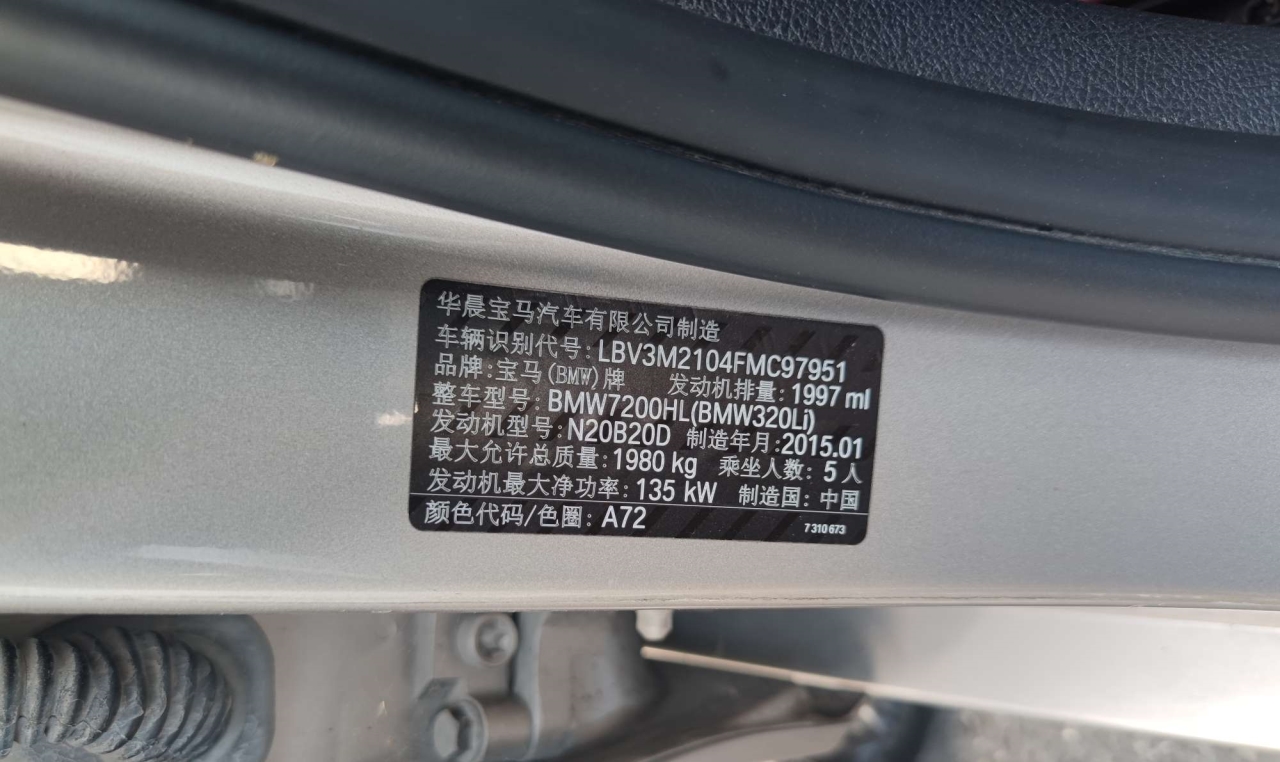 华晨宝马汽车有限公司制造
车辆识别代号: LBV3M2104FMC97951
品牌: 宝马(BMW)牌 发动机排量: 1997 ml
整车型号: BMW7200HL(BMW320Li)
发动机型号: N20B20D 制造年月: 2015.01
最大允许总质量: 1980 kg 乘坐人数: 5 人
发动机最大净功率: 135 kW 制造国: 中国
颜色代码/色圈: A72 7310673